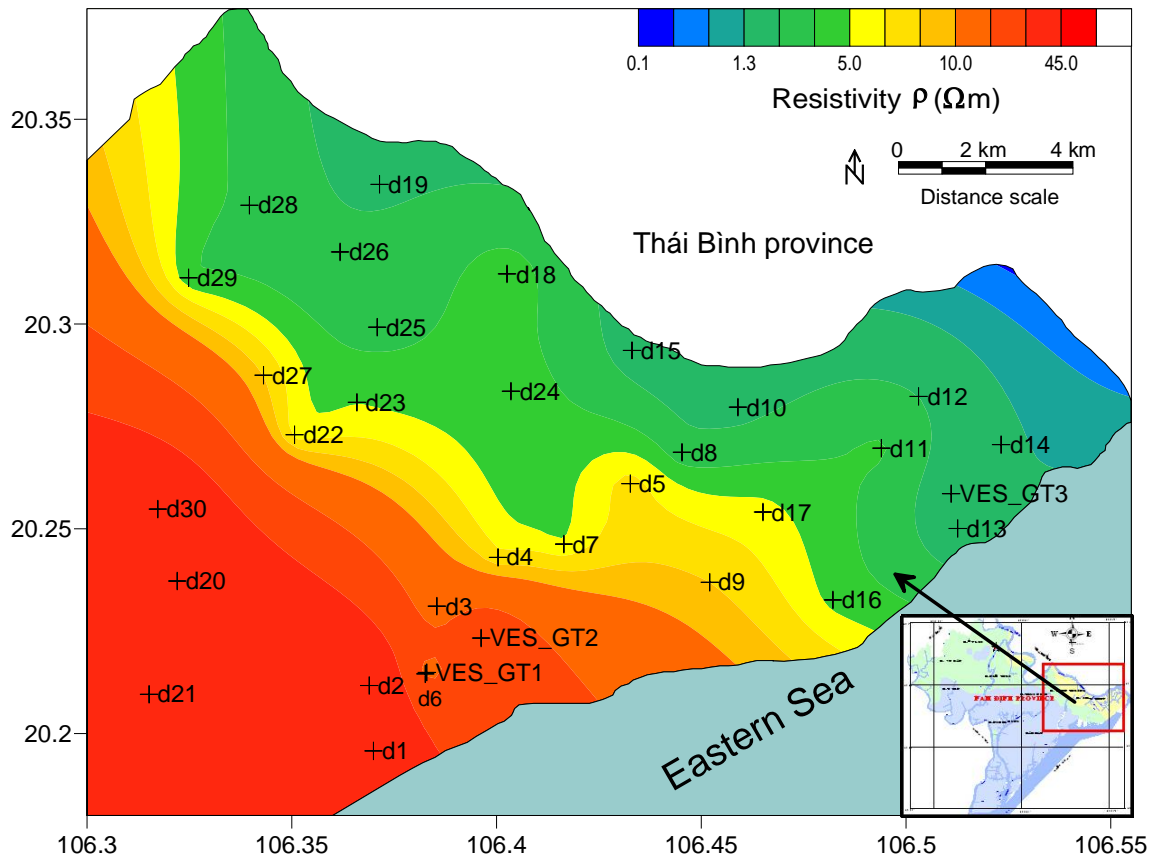 0.1 1.3 5.0 10.0 45.0
Resistivity ρ (Ωm)
0 2 km 4 km
N
Distance scale
Thái Bình province
20.35
20.3
20.25
20.2
d19
d28
d26
d18
d29
d25
d15
d27
d24
d12
d23
d10
d22
d8
d11
d14
d5
VES_GT3
d30
d17
d13
d7
d4
d20
d9
d3
d16
VES_GT2
VES_GT1
d2
d6
d21
d1
Eastern Sea
W E
S
106.3 106.35 106.4 106.45 106.5 106.55